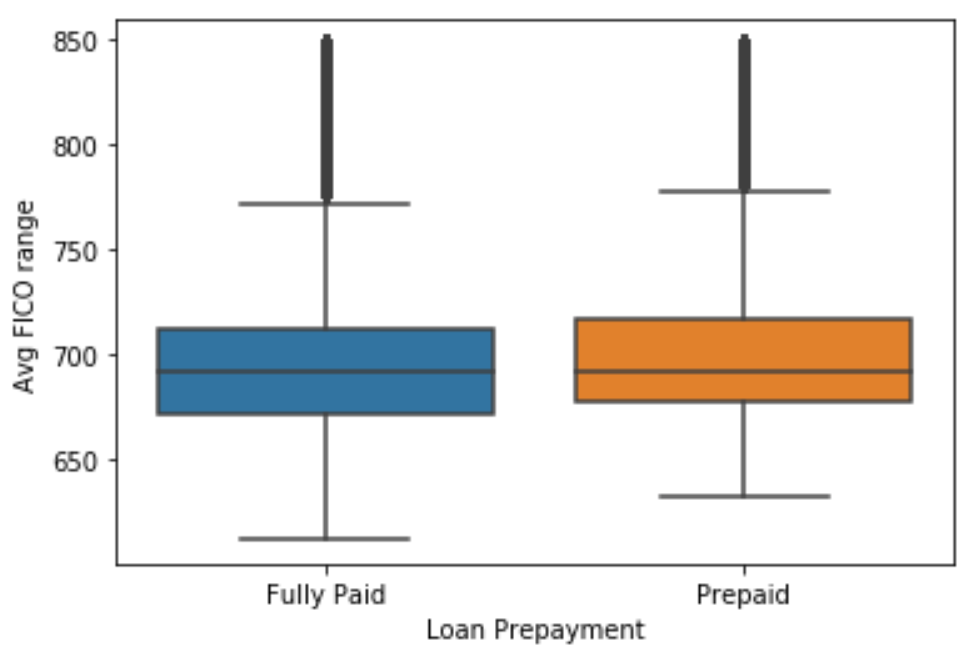 850
800
750
700
650
Avg FICO range
Fully Paid
Prepaid
Loan Prepayment